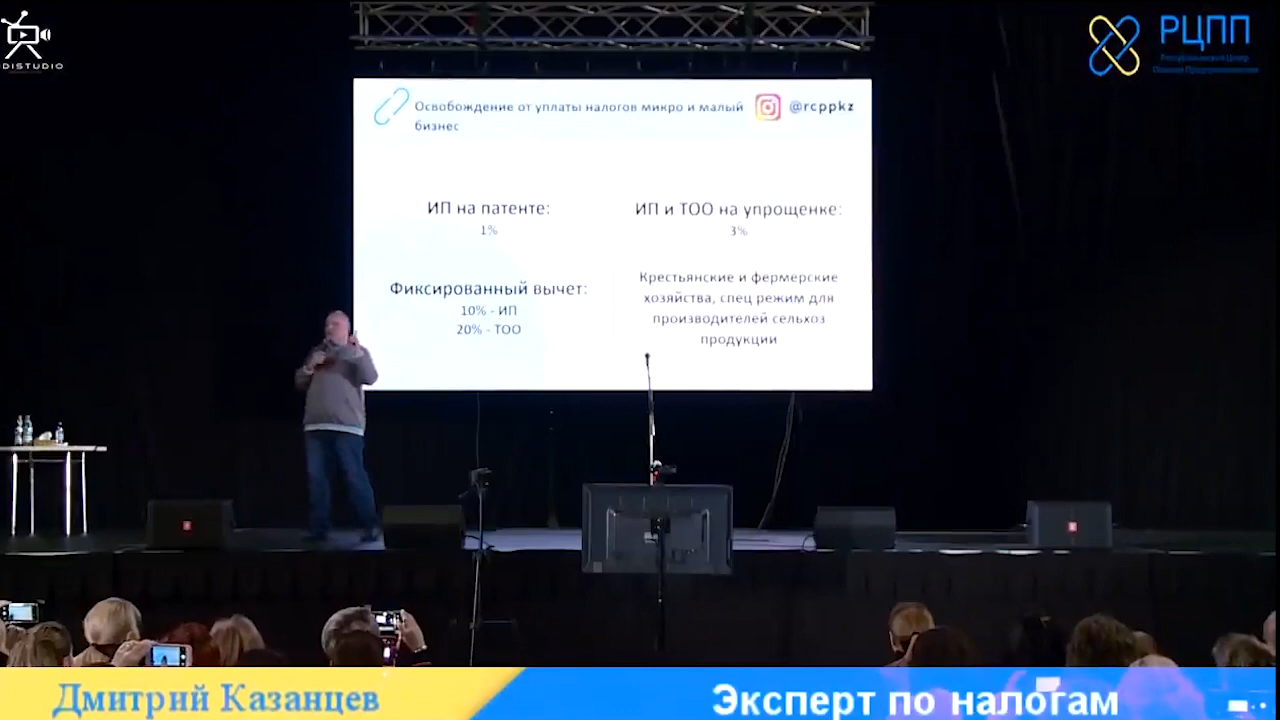 DISTUDIO
РЦПП
Республиканский Центр
Освобождение от уплаты налогов микро и малый
бизнес
@rcppkz
ИП на патенте:
1%
ИП и ТОО на упрощенке:
3%
Фиксированный вычет:
10% - ИП
20% - ТОО
Крестьянские и фермерские
хозяйства, спец режим для
производителей сельхоз
продукции
Дмитрий Казанцев
Эксперт по налогам